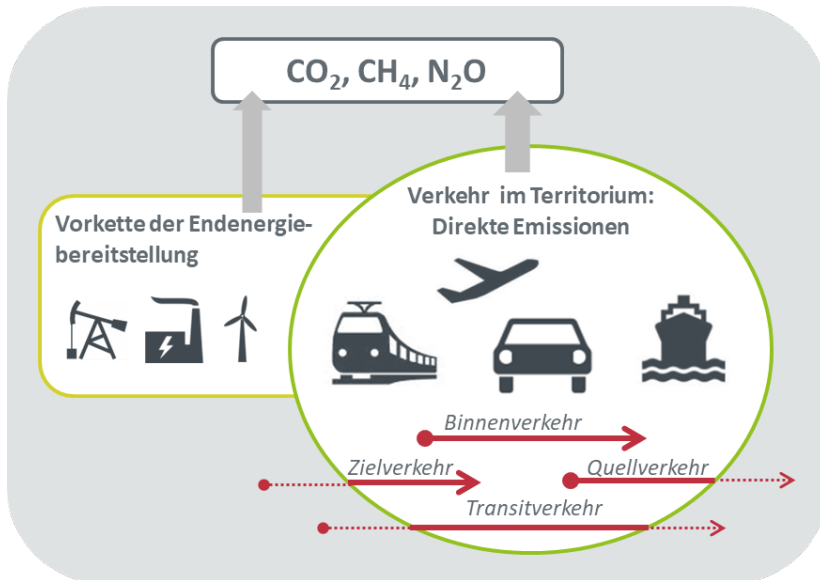 CO₂, CH₄, N₂O
Vorkette der Endenergie-
bereitstellung
Verkehr im Territorium:
Direkte Emissionen
Binnenverkehr
Zielverkehr
Quellverkehr
Transitverkehr